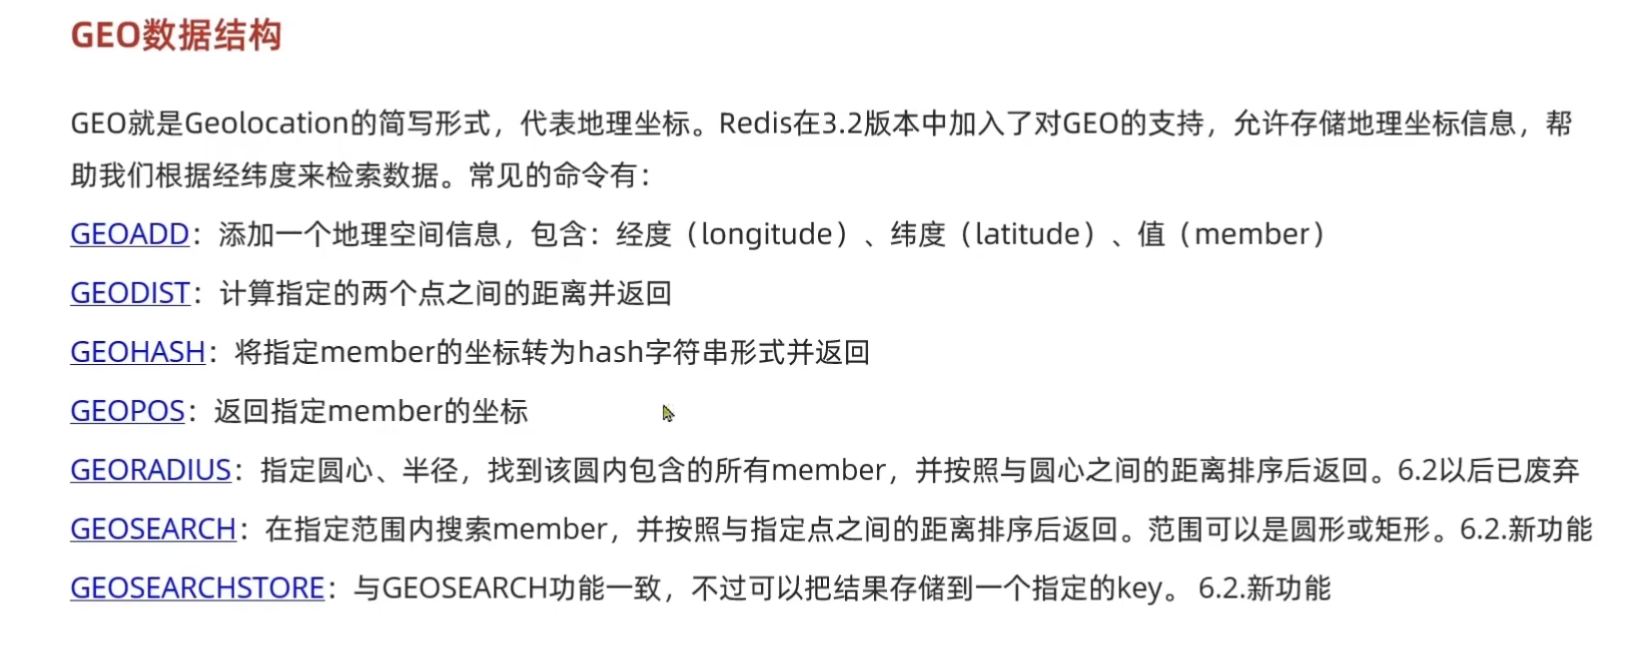 GEO数据结构
GEO就是Geolocation的简写形式，代表地理坐标。Redis在3.2版本中加入了对GEO的支持，允许存储地理坐标信息，帮
助我们根据经纬度来检索数据。常见的命令有：
GEOADD：添加一个地理空间信息，包含：经度（longitude）、纬度（latitude）、值（member）
GEODIST：计算指定的两个点之间的距离并返回
GEOHASH：将指定member的坐标转为hash字符串形式并返回
GEOPOS：返回指定member的坐标
GEORADIUS：指定圆心、半径，找到该圆内包含的所有member，并按照与圆心之间的距离排序后返回。6.2以后已废弃
GEOSEARCH：在指定范围内搜索member，并按照与指定点之间的距离排序后返回。范围可以是圆形或矩形。6.2.新功能
GEOSEARCHSTORE：与GEOSEARCH功能一致，不过可以把结果存储到一个指定的key。 6.2.新功能